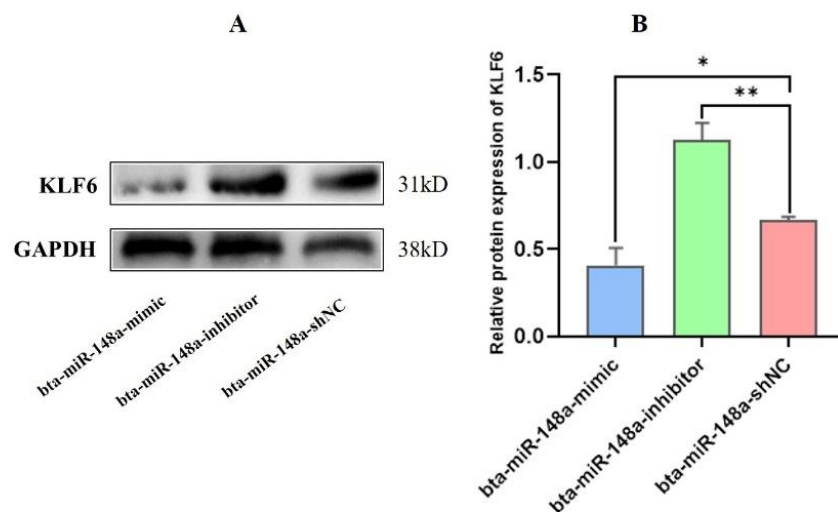 A
KLF6
31kD
GAPDH
38kD
bta-miR-148a-mimic
bta-miR-148a-inhibitor
bta-miR-148a-shNC
B
Relative protein expression of KLF6
1.5
1.0
0.5
0.0
*
**
bta-miR-148a-mimic
bta-miR-148a-inhibitor
bta-miR-148a-shNC